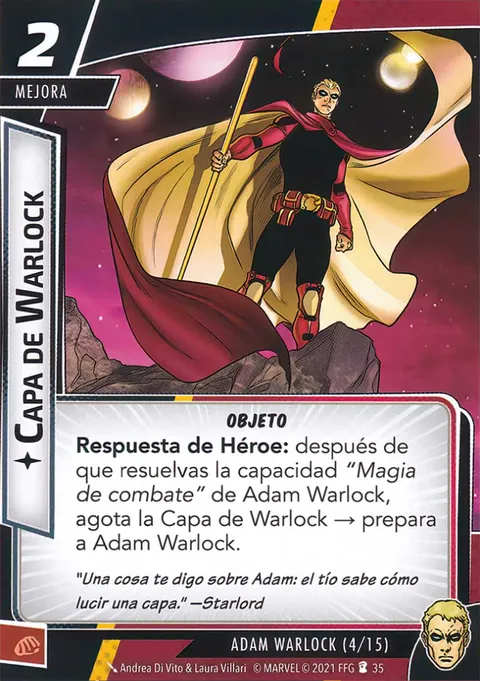 2
MEJORA
CAPA DE WARLOCK
OBJETO
Respuesta de Héroe: después de
que resuelvas la capacidad “Magia
de combate” de Adam Warlock,
agota la Capa de Warlock → prepara
a Adam Warlock.
"Una cosa te digo sobre Adam: el tío sabe cómo
lucir una capa." —Starlord
ADAM WARLOCK (4/15)
Andrea Di Vito & Laura Villari © MARVEL © 2021 FFG 35